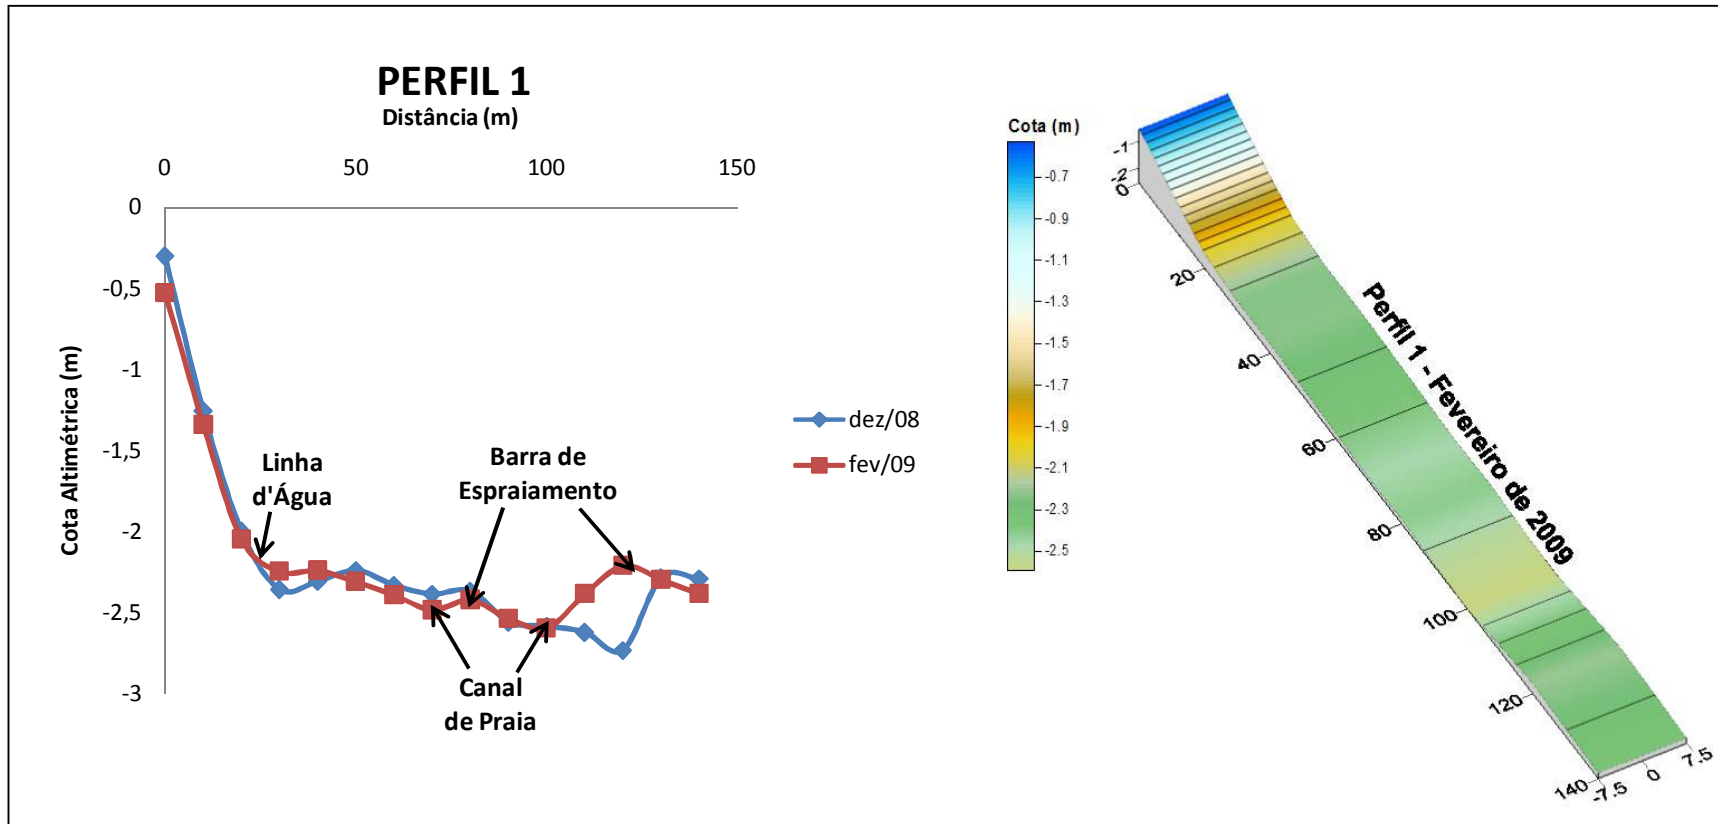 PERFIL 1
Distância (m)
0
50
100
150
0
-0,5
-1
-1,5
-2
-2,5
-3
Cota Altimétrica (m)
Linha
d'Água
Barra de
Espraiamento
Canal
de Praia
dez/08
fev/09
Cota (m)
-0.7
-0.9
-1.1
-1.3
-1.5
-1.7
-1.9
-2.1
-2.3
-2.5
-1
-2
0
20
40
60
80
100
120
140
-7.5
0
7.5
Perfil 1 - Fevereiro de 2009